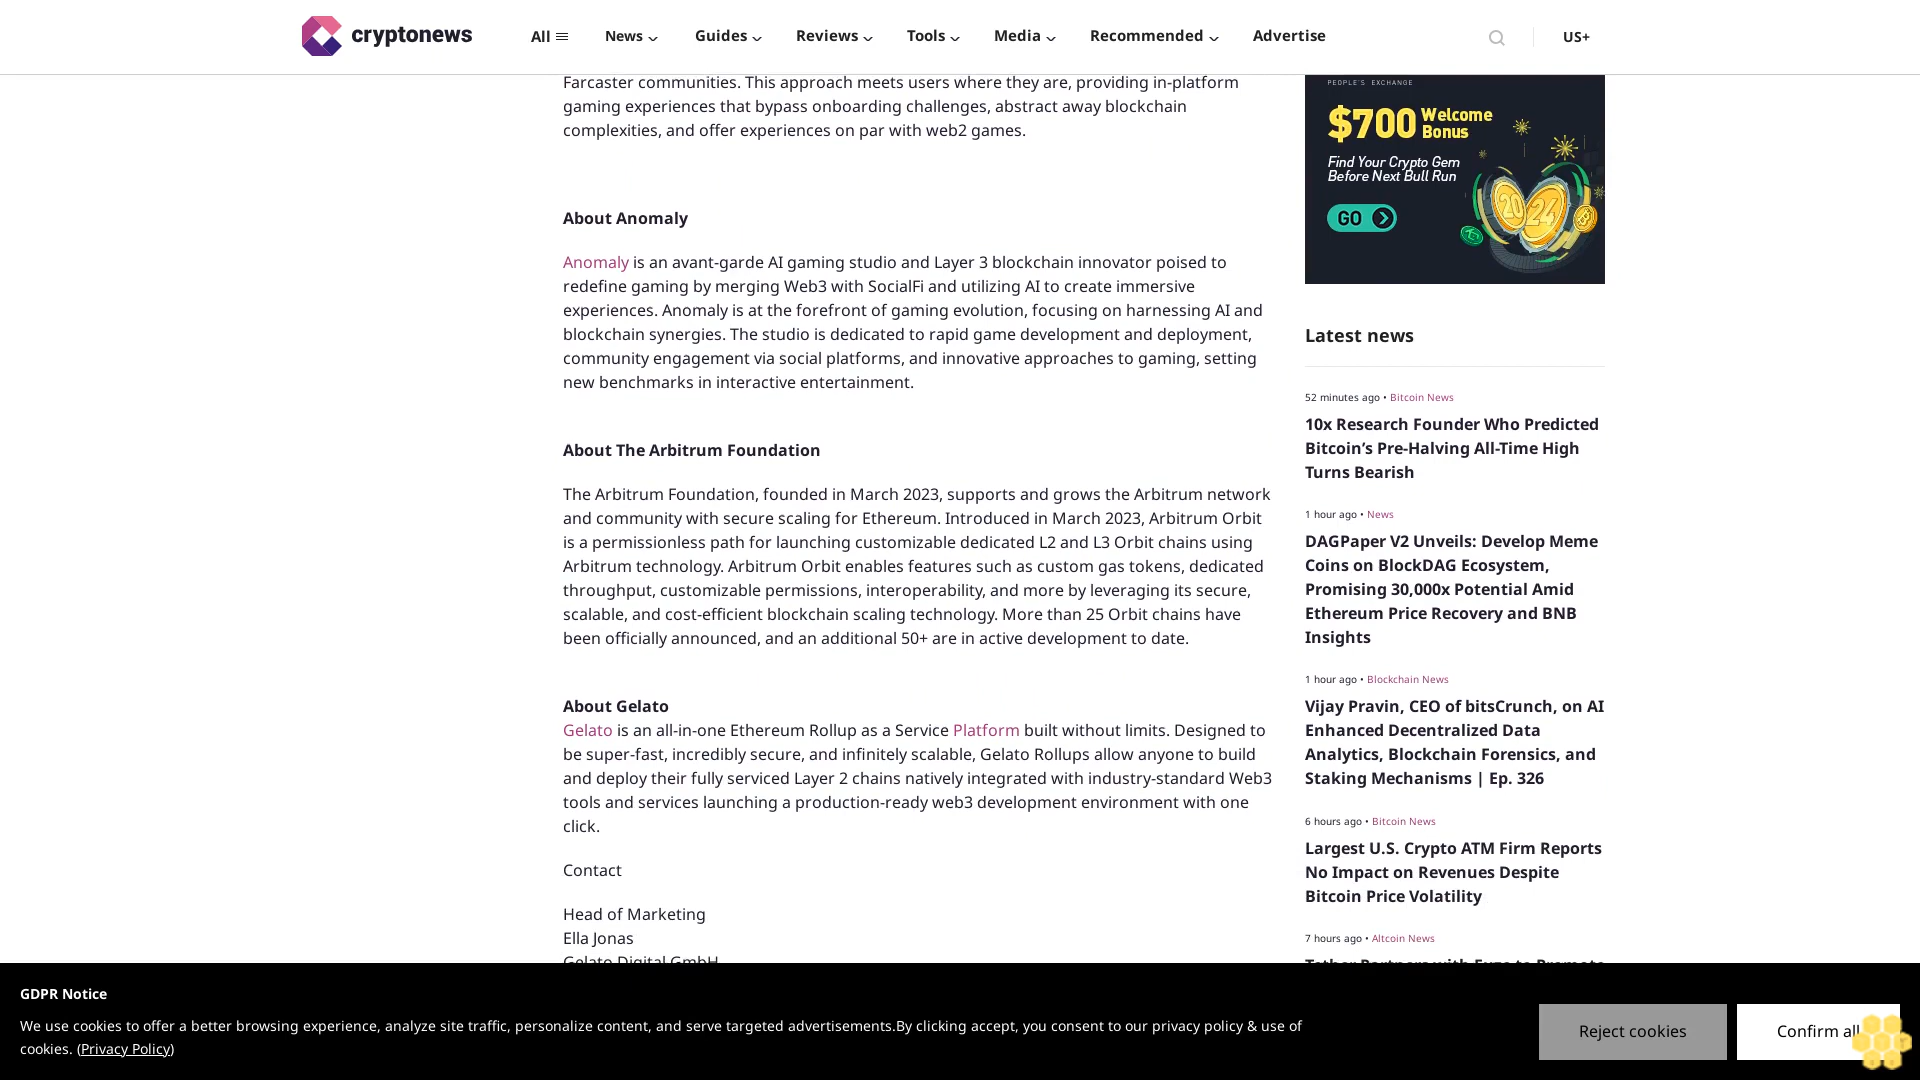 cryptonews
All
News
Guides
Reviews
Tools
Media
Recommended
Advertise
US+
Farcaster communities. This approach meets users where they are, providing in-platform
gaming experiences that bypass onboarding challenges, abstract away blockchain
complexities, and offer experiences on par with web2 games.
About Anomaly
Anomaly is an avant-garde AI gaming studio and Layer 3 blockchain innovator poised to
redefine gaming by merging Web3 with SocialFi and utilizing AI to create immersive
experiences. Anomaly is at the forefront of gaming evolution, focusing on harnessing AI and
blockchain synergies. The studio is dedicated to rapid game development and deployment,
community engagement via social platforms, and innovative approaches to gaming, setting
new benchmarks in interactive entertainment.
About The Arbitrum Foundation
The Arbitrum Foundation, founded in March 2023, supports and grows the Arbitrum network
and community with secure scaling for Ethereum. Introduced in March 2023, Arbitrum Orbit
is a permissionless path for launching customizable dedicated L2 and L3 Orbit chains using
Arbitrum technology. Arbitrum Orbit enables features such as custom gas tokens, dedicated
throughput, customizable permissions, interoperability, and more by leveraging its secure,
scalable, and cost-efficient blockchain scaling technology. More than 25 Orbit chains have
been officially announced, and an additional 50+ are in active development to date.
About Gelato
Gelato is an all-in-one Ethereum Rollup as a Service Platform built without limits. Designed to
be super-fast, incredibly secure, and infinitely scalable, Gelato Rollups allow anyone to build
and deploy their fully serviced Layer 2 chains natively integrated with industry-standard Web3
tools and services launching a production-ready web3 development environment with one
click.
Contact
Head of Marketing
Ella Jonas
Gelato Digital GmbH
PEOPLE'S EXCHANGE
$700 Welcome
Bonus
Find Your Crypto Gem
Before Next Bull Run
GO
20 24
Latest news
52 minutes ago • Bitcoin News
10x Research Founder Who Predicted
Bitcoin’s Pre-Halving All-Time High
Turns Bearish
1 hour ago • News
DAGPaper V2 Unveils: Develop Meme
Coins on BlockDAG Ecosystem,
Promising 30,000x Potential Amid
Ethereum Price Recovery and BNB
Insights
1 hour ago • Blockchain News
Vijay Pravin, CEO of bitsCrunch, on AI
Enhanced Decentralized Data
Analytics, Blockchain Forensics, and
Staking Mechanisms | Ep. 326
6 hours ago • Bitcoin News
Largest U.S. Crypto ATM Firm Reports
No Impact on Revenues Despite
Bitcoin Price Volatility
7 hours ago • Altcoin News
Tether Partners with Fuze to Promote
GDPR Notice
We use cookies to offer a better browsing experience, analyze site traffic, personalize content, and serve targeted advertisements.By clicking accept, you consent to our privacy policy & use of
cookies. (Privacy Policy)
Reject cookies
Confirm all